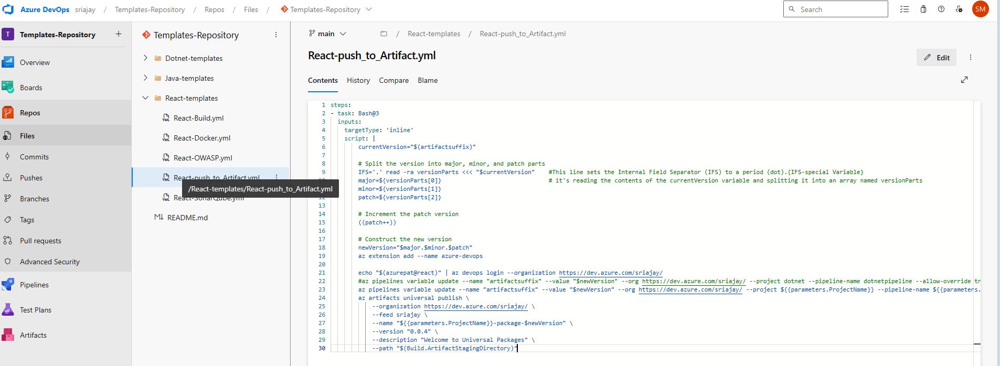 Azure DevOps sriajay / Templates-Repository / Repos / Files / Templates-Repository
Search
SM
T Templates-Repository +
Overview
Boards
Repos
Files
Commits
Pushes
Branches
Tags
Pull requests
Advanced Security
Pipelines
Test Plans
Artifacts
Templates-Repository
Dotnet-templates
Java-templates
React-templates
YML React-Build.yml
YML React-Docker.yml
YML React-OWASP.yml
YML React-push_to_Artifact.yml
/React-templates/React-push_to_Artifact.yml
YML React-SonarQube.yml
README.md
main / React-templates / React-push_to_Artifact.yml
React-push_to_Artifact.yml
Edit
Contents History Compare Blame
1 steps:
2 - task: Bash@3
3 inputs:
4 targetType: 'inline'
5 script: |
6 currentVersion="$(artifactsuffix)"
7
8 # Split the version into major, minor, and patch parts
9 IFS='.' read -ra versionParts <<< "$currentVersion" #This line sets the Internal Field Separator (IFS) to a period (dot).{IFS-special Variable}
major=${versionParts[0]} # it's reading the contents of the currentVersion variable and splitting it into an array named versionParts
minor=${versionParts[1]}
12 patch=${versionParts[2]}
13
14 # Increment the patch version
15 ((patch++))
16
17 # Construct the new version
18 newVersion="$major.$minor.$patch"
19 az extension add --name azure-devops
20
21 echo "$(azurepat@react)" | az devops login --organization https://dev.azure.com/sriajay/
22 #az pipelines variable update --name "artifactsuffix" --value "$newVersion" --org https://dev.azure.com/sriajay/ --project dotnet --pipeline-name dotnetpipeline --allow-override tr
23 az pipelines variable update --name "artifactsuffix" --value "$newVersion" --org https://dev.azure.com/sriajay/ --project ${{parameters.ProjectName}} --pipeline-name ${{parameters.
24 az artifacts universal publish \
25 --organization https://dev.azure.com/sriajay/ \
26 --feed sriajay \
27 --name "${{parameters.ProjectName}}-package-$newVersion" \
28 --version "0.0.4" \
29 --description "Welcome to Universal Packages" \
30 --path "$(Build.ArtifactStagingDirectory)"